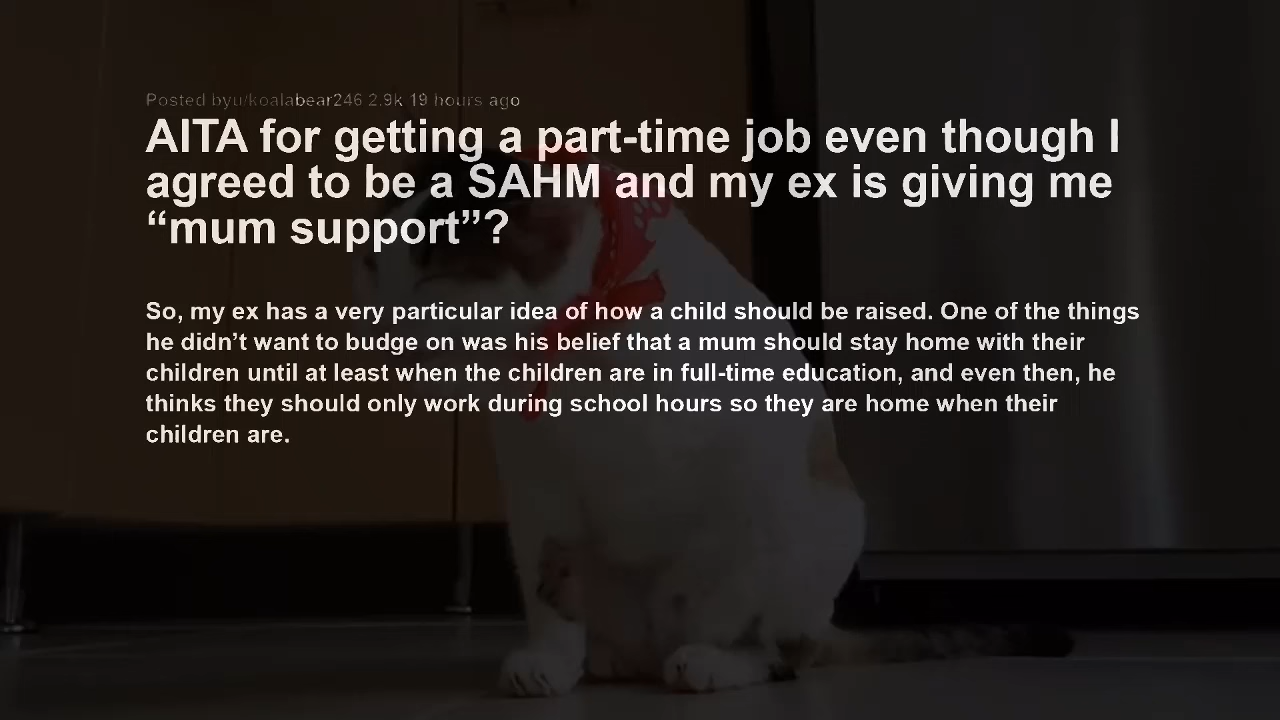 Posted byu/koalabear246 2.9k 19 hours ago
AITA for getting a part-time job even though I
agreed to be a SAHM and my ex is giving me
“mum support”?
So, my ex has a very particular idea of how a child should be raised. One of the things
he didn’t want to budge on was his belief that a mum should stay home with their
children until at least when the children are in full-time education, and even then, he
thinks they should only work during school hours so they are home when their
children are.